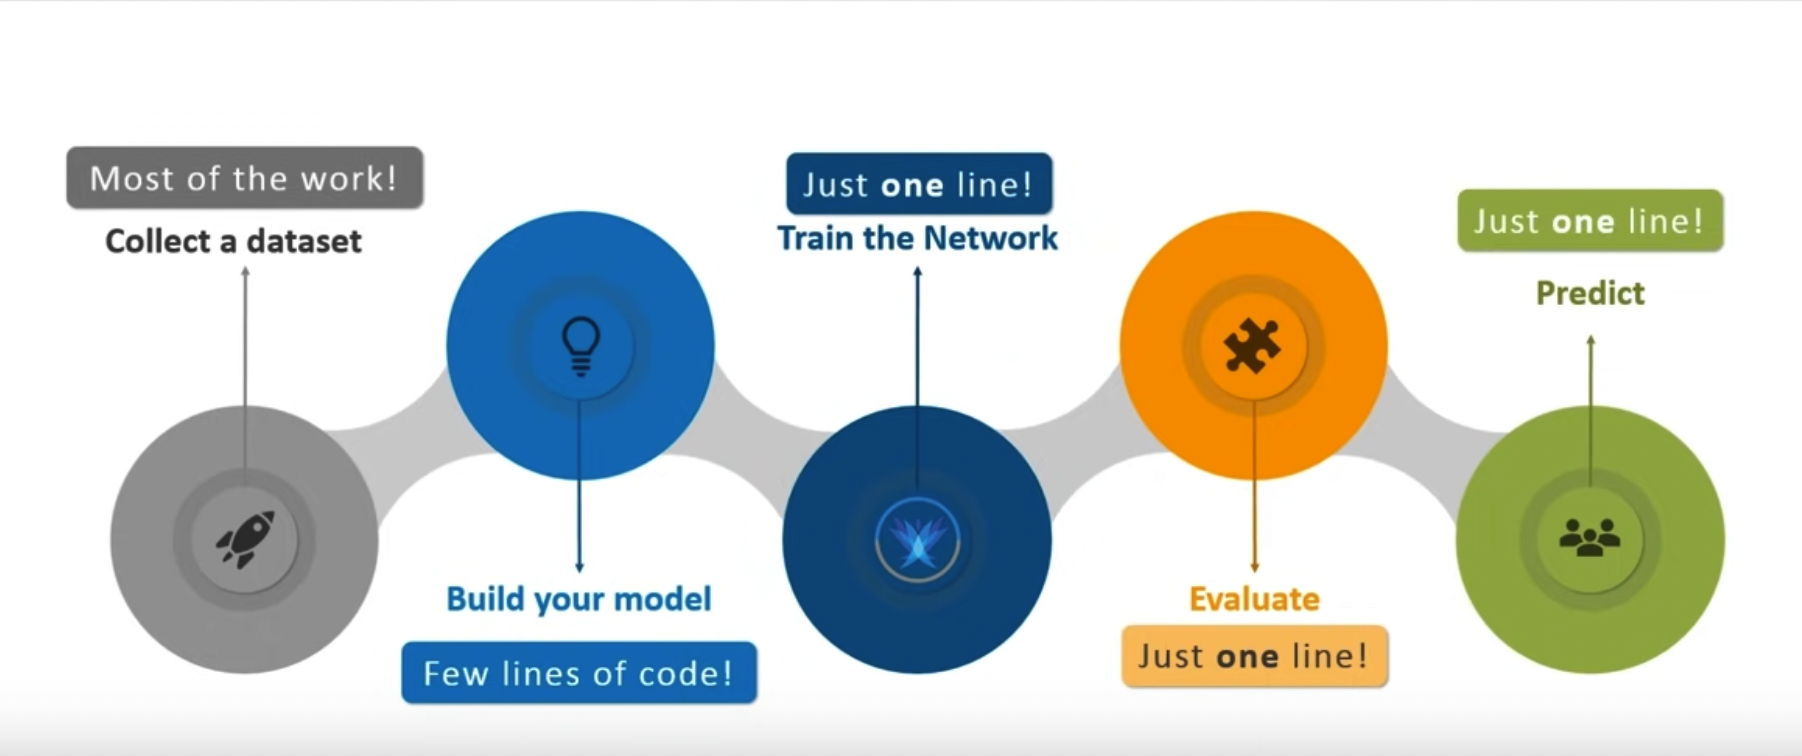 Most of the work!
Collect a dataset
Build your model
Few lines of code!
Just one line!
Train the Network
Evaluate
Just one line!
Just one line!
Predict